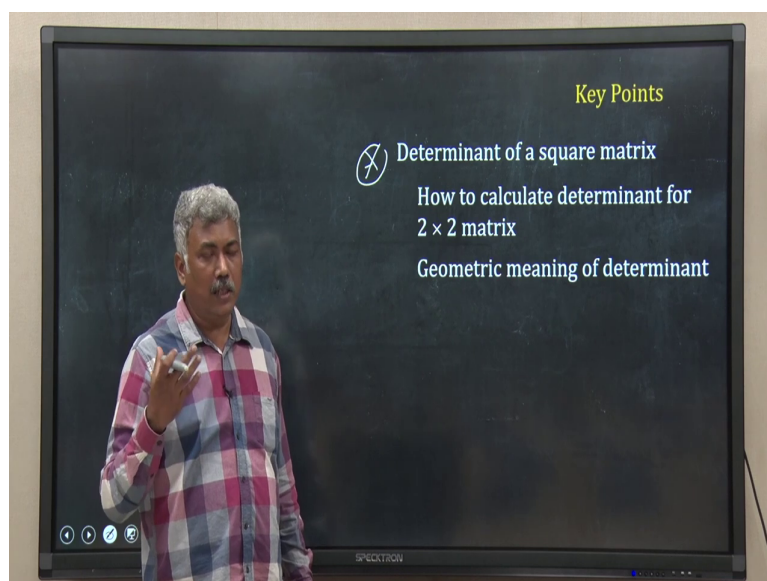 Key Points
Determinant of a square matrix
How to calculate determinant for
2 × 2 matrix
Geometric meaning of determinant
SPECKTRON